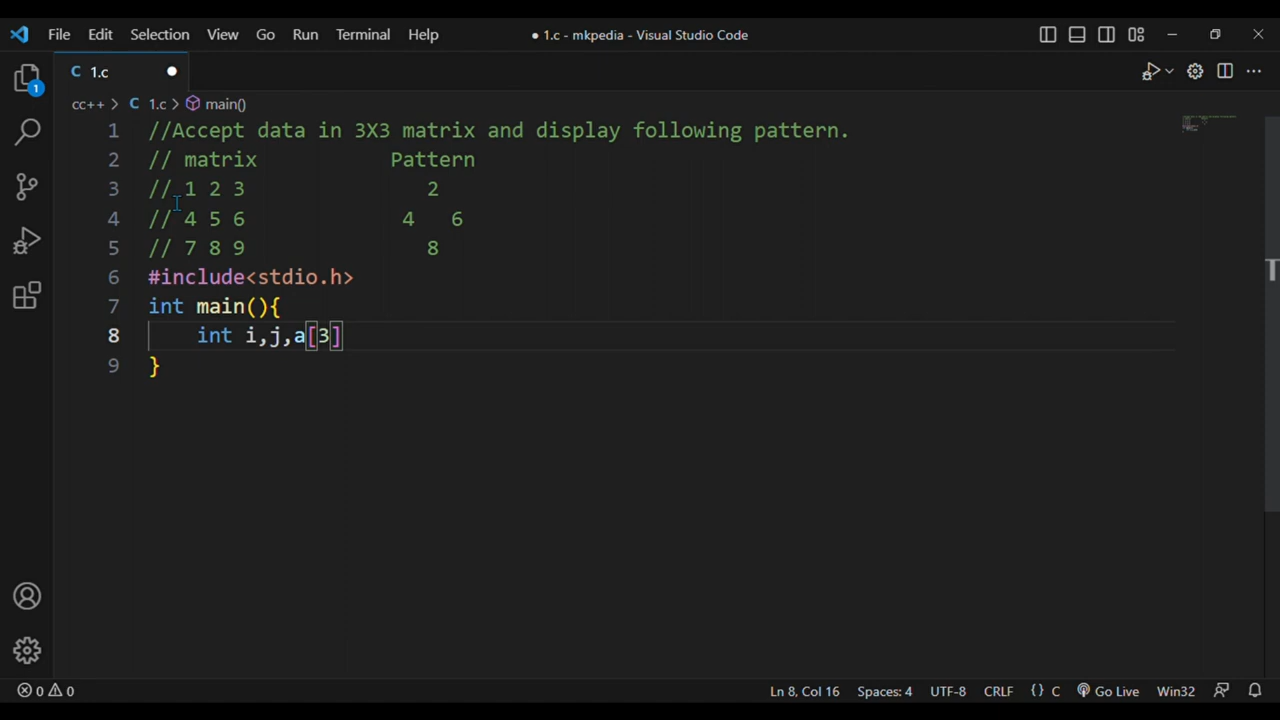 File Edit Selection View Go Run Terminal Help ● 1.c - mkpedia - Visual Studio Code
1
C 1.c ●
cc++ > C 1.c > main()
1 //Accept data in 3X3 matrix and display following pattern.
2 // matrix Pattern
3 // 1 2 3 2
4 // 4 5 6 4 6
5 // 7 8 9 8
6 #include<stdio.h>
7 int main(){
8 int i,j,a[3]
9 }
0 0 Ln 8, Col 16 Spaces: 4 UTF-8 CRLF {} C Go Live Win32